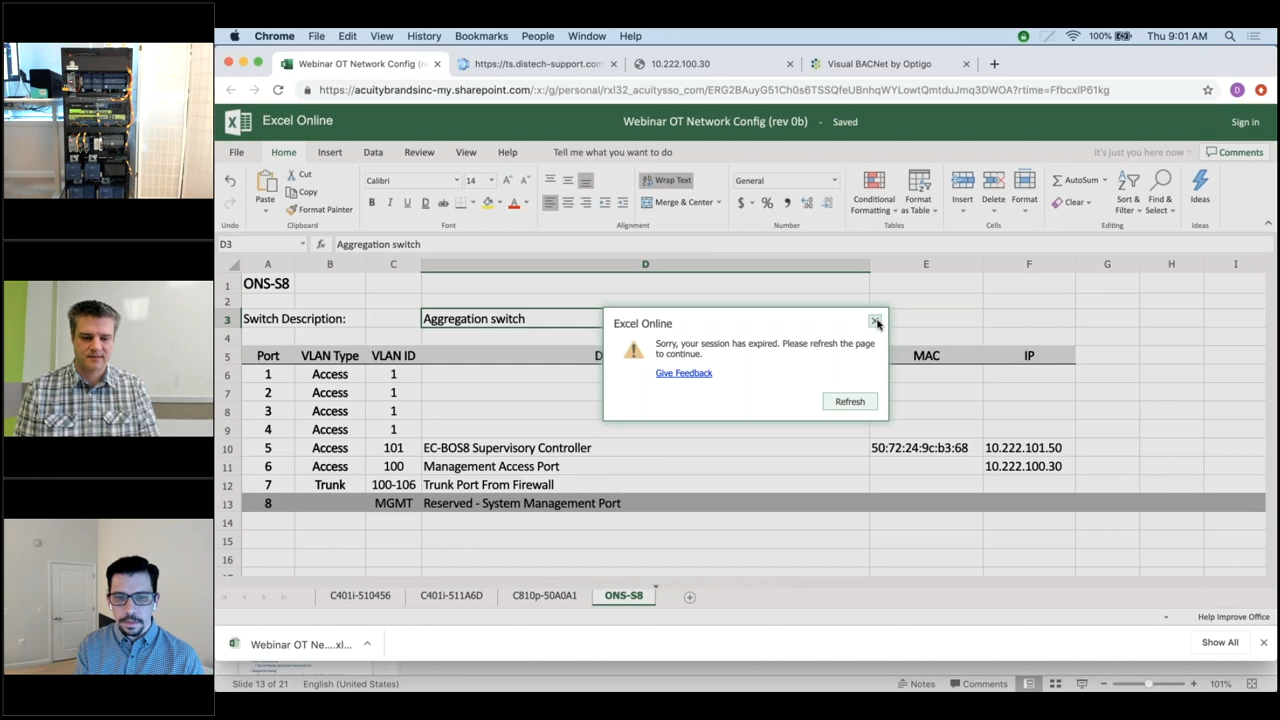 Chrome File Edit View History Bookmarks People Window Help 100% Thu 9:01 AM
Webinar OT Network Config (re × https://ts.distech-support.com × 10.222.100.30 × Visual BACNet by Optigo × +
https://acuitybrandsinc-my.sharepoint.com/:x:/g/personal/rxl32_acuitysso_com/ERG2BAuyG51Ch0s6TSSQfeUBnhqWYLowtQmtduJmq3DWOA?rtime=FfbcxlP61kg D
Excel Online Webinar OT Network Config (rev 0b) - Saved Sign in
File Home Insert Data Review View Help Tell me what you want to do It's just you here now Comments
Undo
Paste Cut Copy Format Painter
Clipboard
Calibri 14 A A
B I U D ab A
Font
Wrap Text Merge & Center
Alignment
General
$ % ,
Number
Conditional Formatting Format as Table
Tables
Insert Delete Format
Cells
AutoSum Clear Sort & Filter Find & Select
Editing
Ideas
Ideas
D3 fx Aggregation switch
A B C D E F G H I
1 ONS-S8
2
3 Switch Description: Aggregation switch
4
5 Port VLAN Type VLAN ID D MAC IP
6 1 Access 1
7 2 Access 1
8 3 Access 1
9 4 Access 1
10 5 Access 101 EC-BOS8 Supervisory Controller 50:72:24:9c:b3:68 10.222.101.50
11 6 Access 100 Management Access Port 10.222.100.30
12 7 Trunk 100-106 Trunk Port From Firewall
13 8 MGMT Reserved - System Management Port
14
15
16
Excel Online
Sorry, your session has expired. Please refresh the page
to continue.
Give Feedback
Refresh
C401i-510456 C401i-511A6D C810p-50A0A1 ONS-S8
Help Improve Office
Webinar OT Ne....xl... Show All
Slide 13 of 21 English (United States) Notes Comments 101%